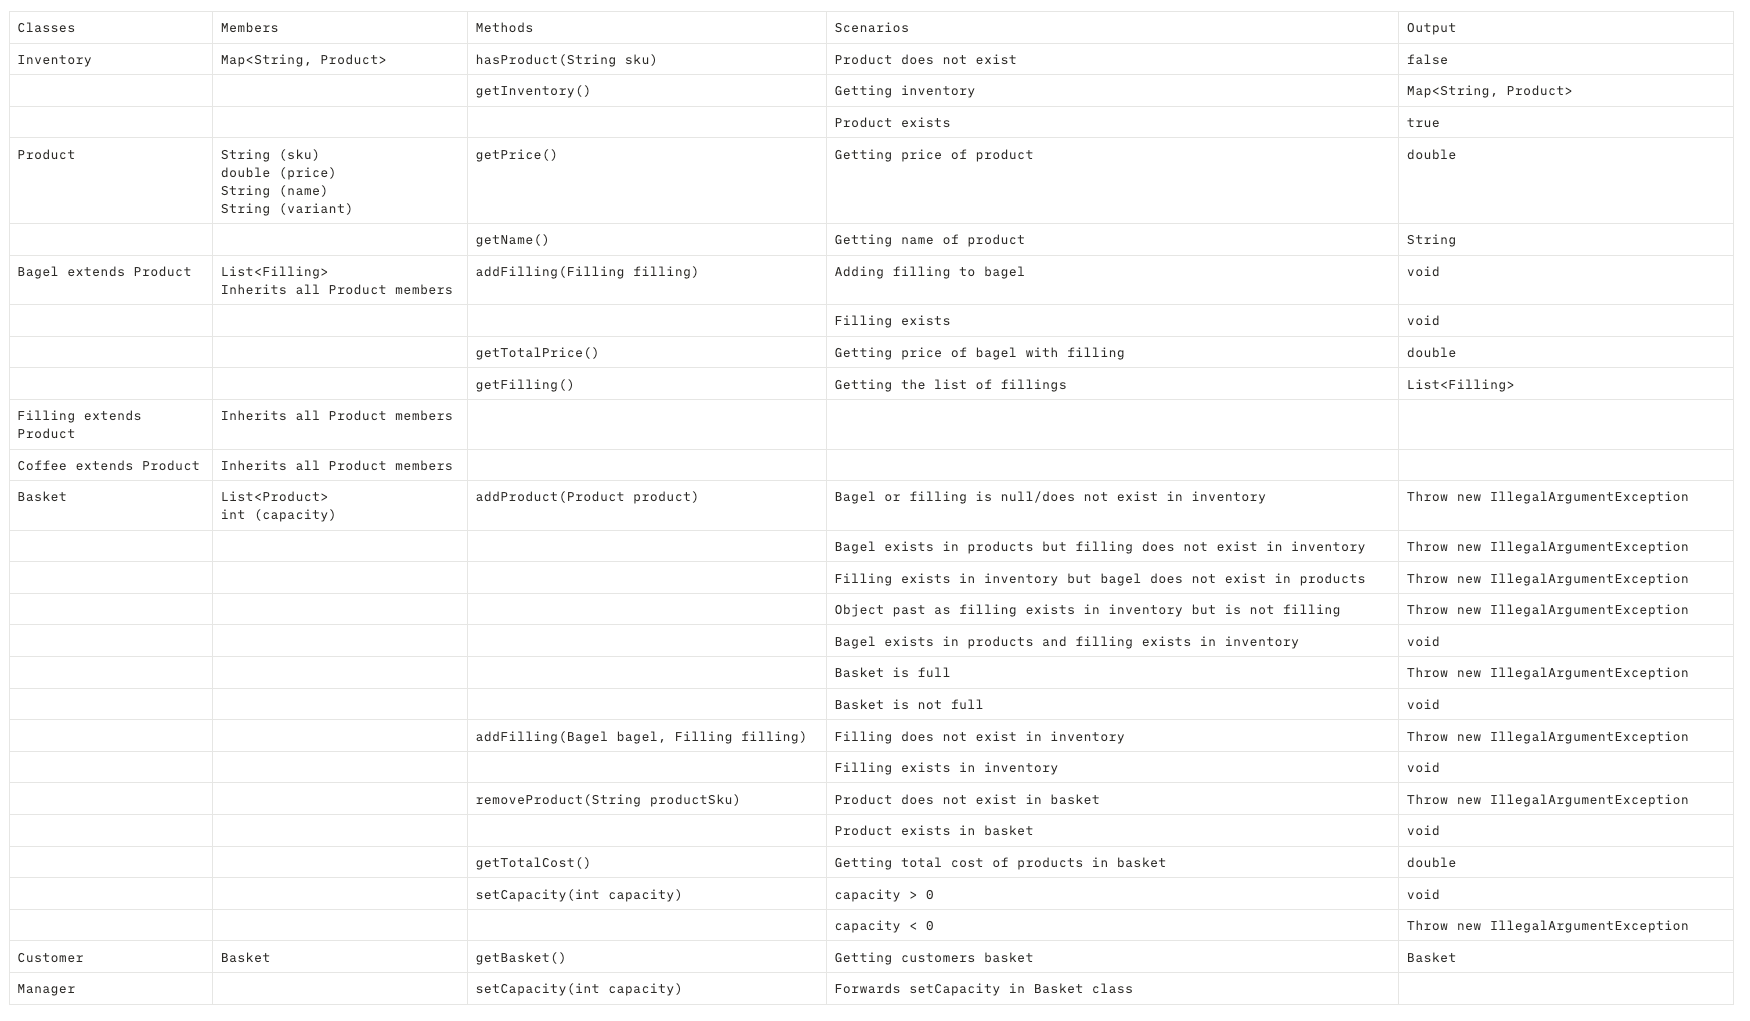 Classes Members Methods Scenarios Output
Inventory Map<String, Product> hasProduct(String sku) Product does not exist false
getInventory() Getting inventory Map<String, Product>
Product exists true
Product String (sku) getPrice() Getting price of product double
double (price)
String (name)
String (variant)
getName() Getting name of product String
Bagel extends Product List<Filling> addFilling(Filling filling) Adding filling to bagel void
Inherits all Product members
Filling exists void
getTotalPrice() Getting price of bagel with filling double
getFilling() Getting the list of fillings List<Filling>
Filling extends Inherits all Product members
Product
Coffee extends Product Inherits all Product members
Basket List<Product> addProduct(Product product) Bagel or filling is null/does not exist in inventory Throw new IllegalArgumentException
int (capacity)
Bagel exists in products but filling does not exist in inventory Throw new IllegalArgumentException
Filling exists in inventory but bagel does not exist in products Throw new IllegalArgumentException
Object past as filling exists in inventory but is not filling Throw new IllegalArgumentException
Bagel exists in products and filling exists in inventory void
Basket is full Throw new IllegalArgumentException
Basket is not full void
addFilling(Bagel bagel, Filling filling) Filling does not exist in inventory Throw new IllegalArgumentException
Filling exists in inventory void
removeProduct(String productSku) Product does not exist in basket Throw new IllegalArgumentException
Product exists in basket void
getTotalCost() Getting total cost of products in basket double
setCapacity(int capacity) capacity > 0 void
capacity < 0 Throw new IllegalArgumentException
Customer Basket getBasket() Getting customers basket Basket
Manager setCapacity(int capacity) Forwards setCapacity in Basket class